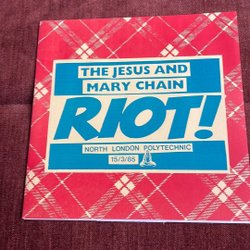 THE JESUS AND
MARY CHAIN
RIOT!
NORTH LONDON POLYTECHNIC
15/3/85